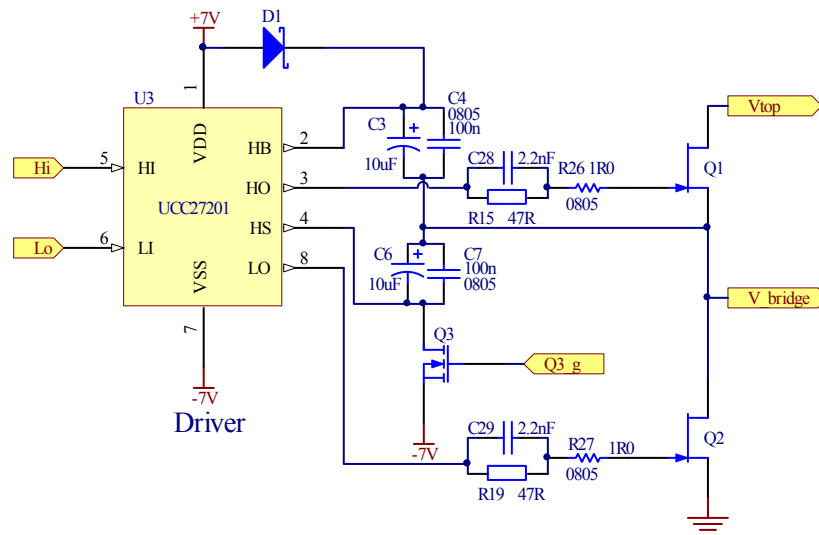 +7V
D1
U3
1
VDD
C4
0805
100n
C3
+
10uF
HB
2
Vtop
Hi
5
HI
HO
3
C28
2.2nF
R26
1R0
0805
Q1
UCC27201
R15
47R
HS
4
Lo
6
LI
C6
+
10uF
C7
100n
0805
LO
8
VSS
V_bridge
7
Q3
Q3_g
-7V
Driver
-7V
C29
2.2nF
R27
1R0
0805
Q2
R19
47R